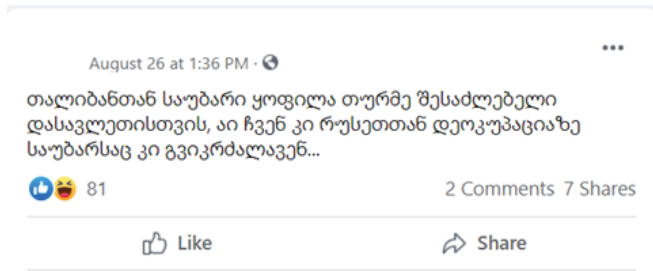 August 26 at 1:36 PM ·
თალიბანთან საუბარი ყოფილა თურმე შესაძლებელი
დასავლეთისთვის, აი ჩვენ კი რუსეთთან დეოკუპაციაზე
საუბარსაც კი გვიკრძალავენ...
81 2 Comments 7 Shares
Like Share